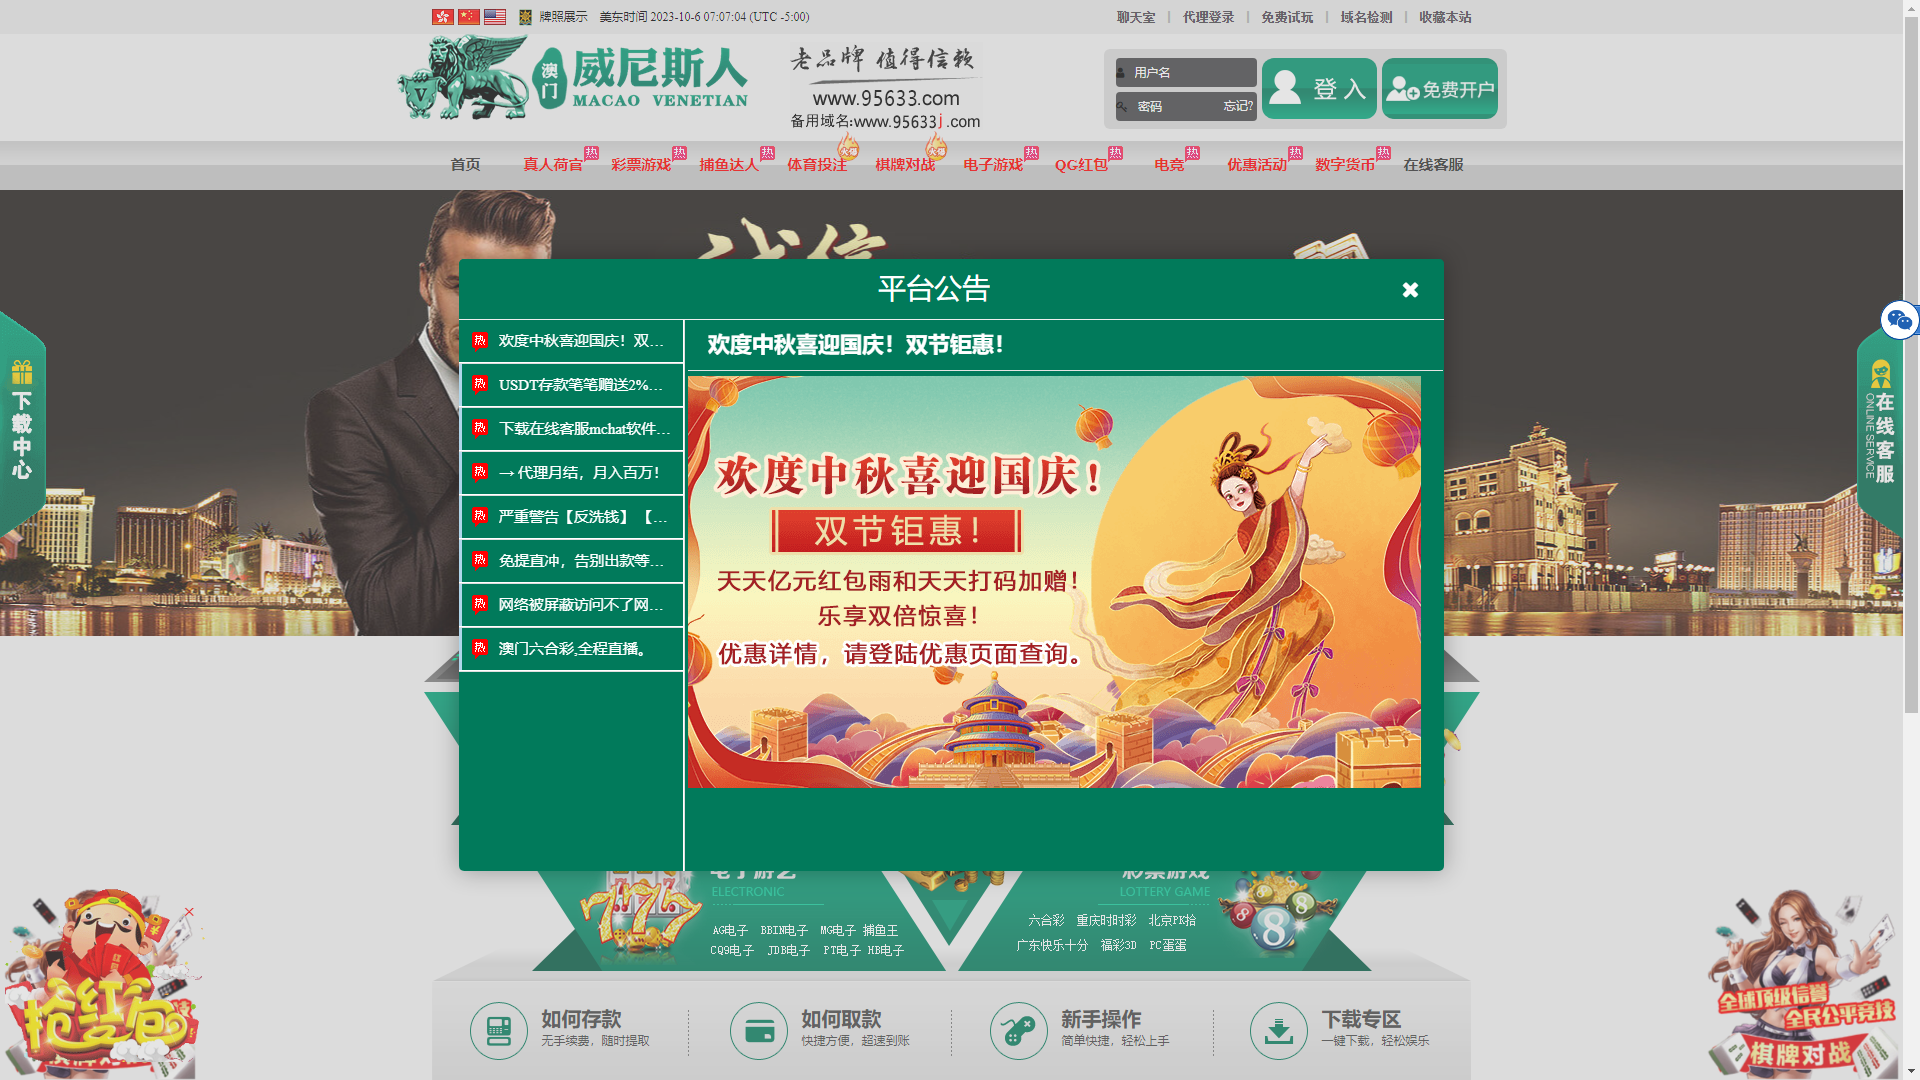 牌照展示 美东时间 2023-10-6 07:07:04 (UTC -5:00)
聊天室 | 代理登录 | 免费试玩 | 域名检测 | 收藏本站
澳门 威尼斯人
MACAO VENETIAN
V
老品牌 值得信赖
www.95633.com
备用域名:www.95633j.com
用户名
密码 忘记?
登入
免费开户
首页 真人荷官 热 彩票游戏 热 捕鱼达人 热 体育投注 火爆 棋牌对战 火爆 电子游戏 热 QG红包 热 电竞 热 优惠活动 热 数字货币 热 在线客服
平台公告
热 欢度中秋喜迎国庆！双...
热 USDT存款笔笔赠送2%...
热 下载在线客服mchat软件...
热 → 代理月结，月入百万！
热 严重警告【反洗钱】 【...
热 免提直冲，告别出款等...
热 网络被屏蔽访问不了网...
热 澳门六合彩,全程直播。
欢度中秋喜迎国庆！双节钜惠！
欢度中秋喜迎国庆！
双节钜惠！
天天亿元红包雨和天天打码加赠！
乐享双倍惊喜！
优惠详情，请登陆优惠页面查询。
下载中心
在线客服
ONLINE SERVICE
MANDALAY BAY
电子游艺
ELECTRONIC
AG电子 BBIN电子 MG电子 捕鱼王
CQ9电子 JDB电子 PT电子 HB电子
777
彩票游戏
LOTTERY GAME
六合彩 重庆时时彩 北京PK拾
广东快乐十分 福彩3D PC蛋蛋
8 8 8
抢红包
全球顶级信誉
全民公平竞技
棋牌对战
如何存款
无手续费，随时提取
如何取款
快捷方便，超速到账
新手操作
简单快捷，轻松上手
下载专区
一键下载，轻松娱乐